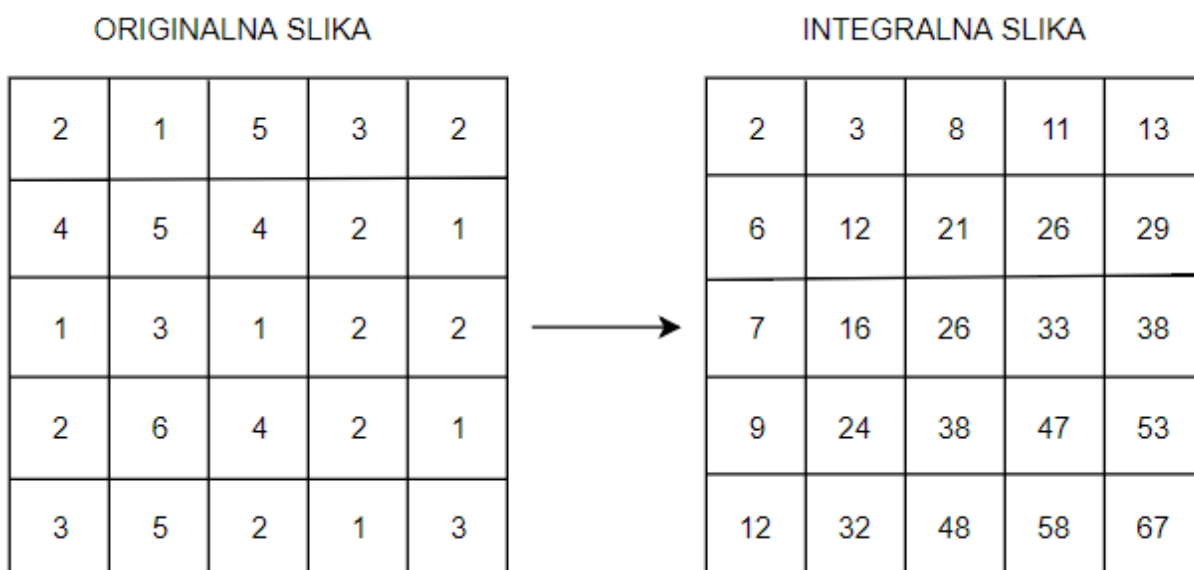 ORIGINALNA SLIKA
2 1 5 3 2
4 5 4 2 1
1 3 1 2 2
2 6 4 2 1
3 5 2 1 3
INTEGRALNA SLIKA
2 3 8 11 13
6 12 21 26 29
7 16 26 33 38
9 24 38 47 53
12 32 48 58 67